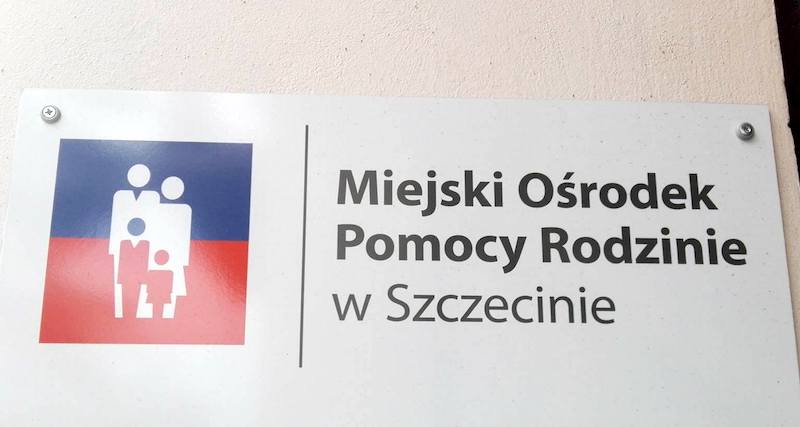 Miejski Ośrodek
Pomocy Rodzinie
w Szczecinie